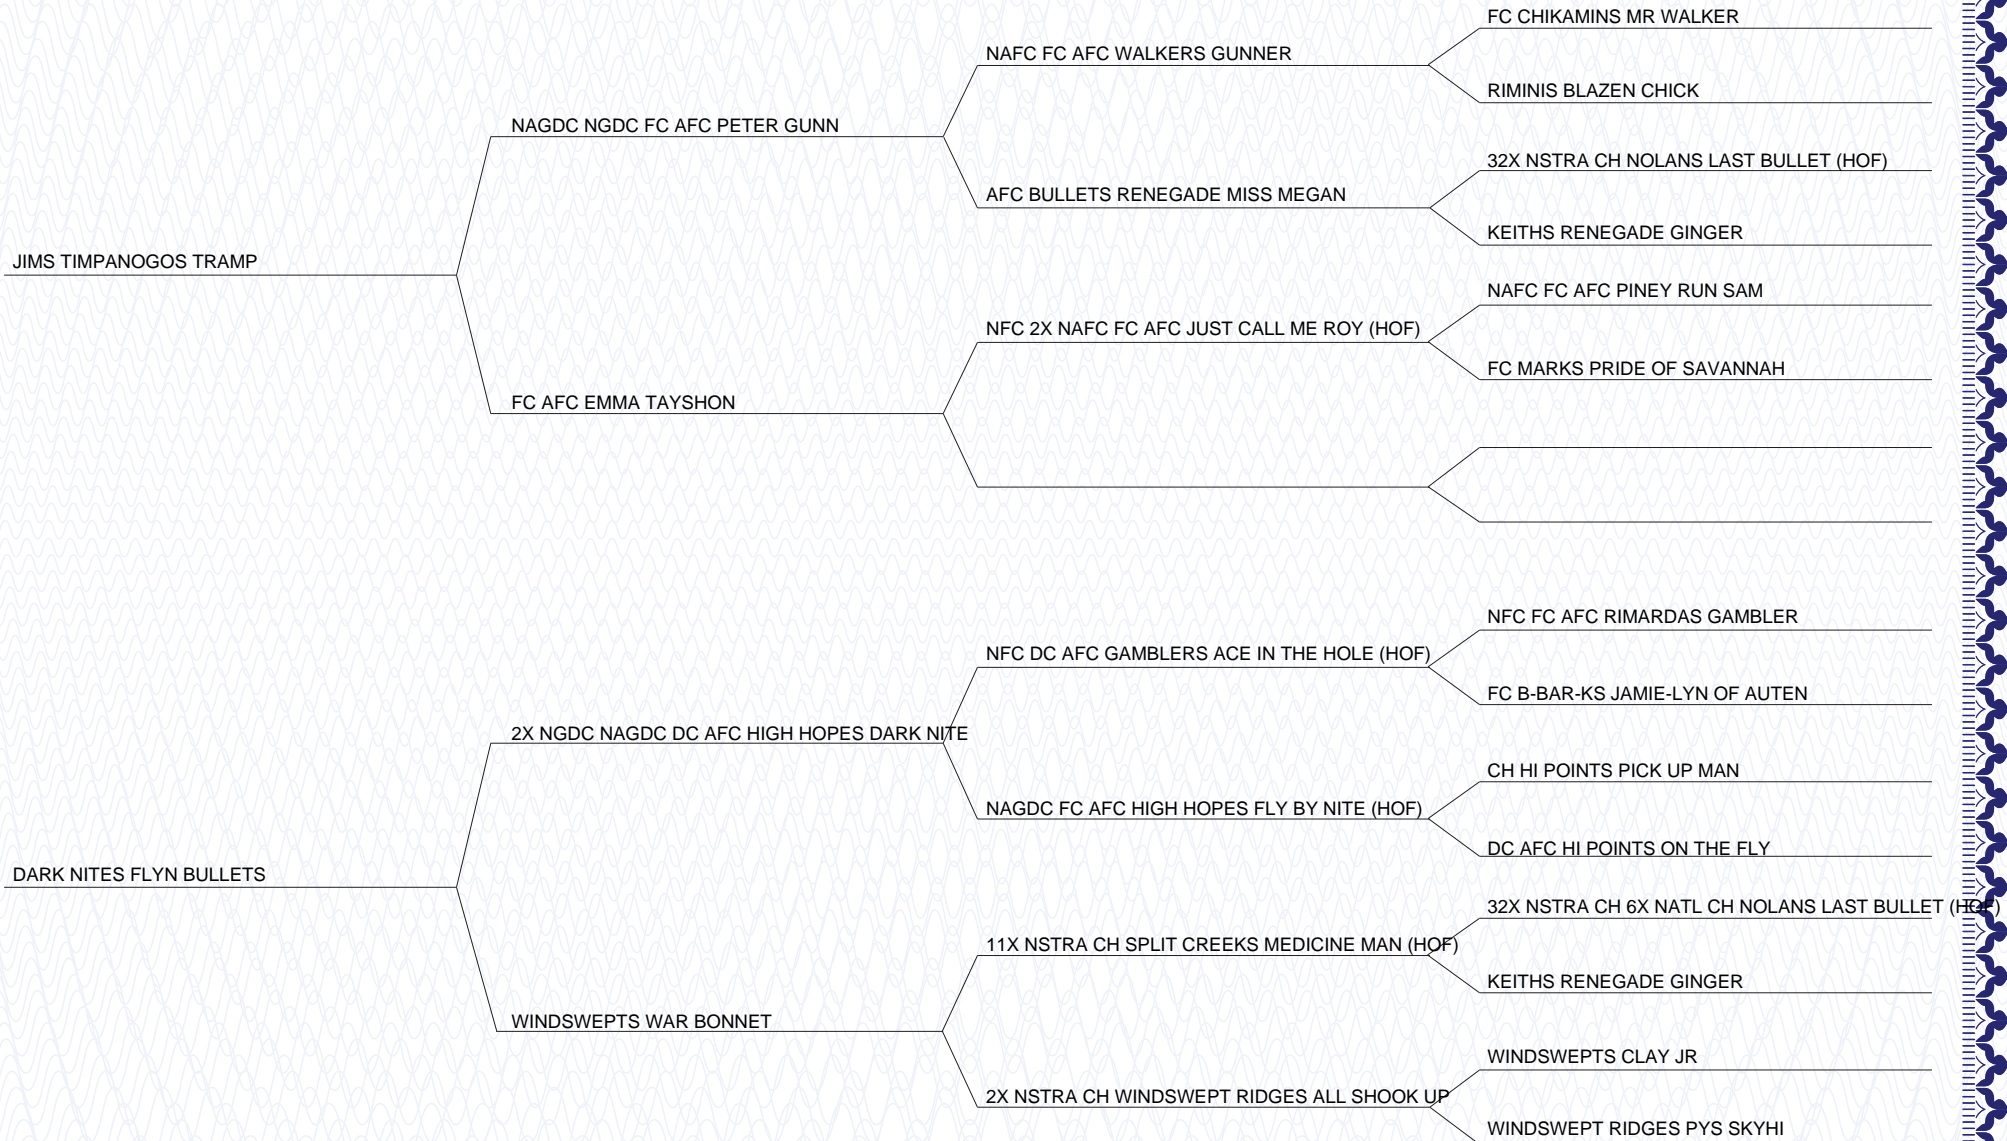 FC CHIKAMINS MR WALKER
NAFC FC AFC WALKERS GUNNER
RIMINIS BLAZEN CHICK
NAGDC NGDC FC AFC PETER GUNN
32X NSTRA CH NOLANS LAST BULLET (HOF)
AFC BULLETS RENEGADE MISS MEGAN
KEITHS RENEGADE GINGER
JIMS TIMPANOGOS TRAMP
NAFC FC AFC PINEY RUN SAM
NFC 2X NAFC FC AFC JUST CALL ME ROY (HOF)
FC MARKS PRIDE OF SAVANNAH
FC AFC EMMA TAYSHON
NFC FC AFC RIMARDAS GAMBLER
NFC DC AFC GAMBLERS ACE IN THE HOLE (HOF)
FC B-BAR-KS JAMIE-LYN OF AUTEN
2X NGDC NAGDC DC AFC HIGH HOPES DARK NITE
CH HI POINTS PICK UP MAN
NAGDC FC AFC HIGH HOPES FLY BY NITE (HOF)
DC AFC HI POINTS ON THE FLY
DARK NITES FLYN BULLETS
32X NSTRA CH 6X NATL CH NOLANS LAST BULLET (HOF)
11X NSTRA CH SPLIT CREEKS MEDICINE MAN (HOF)
KEITHS RENEGADE GINGER
WINDSWEPTS WAR BONNET
WINDSWEPTS CLAY JR
2X NSTRA CH WINDSWEPT RIDGES ALL SHOOK UP
WINDSWEPT RIDGES PYS SKYHI